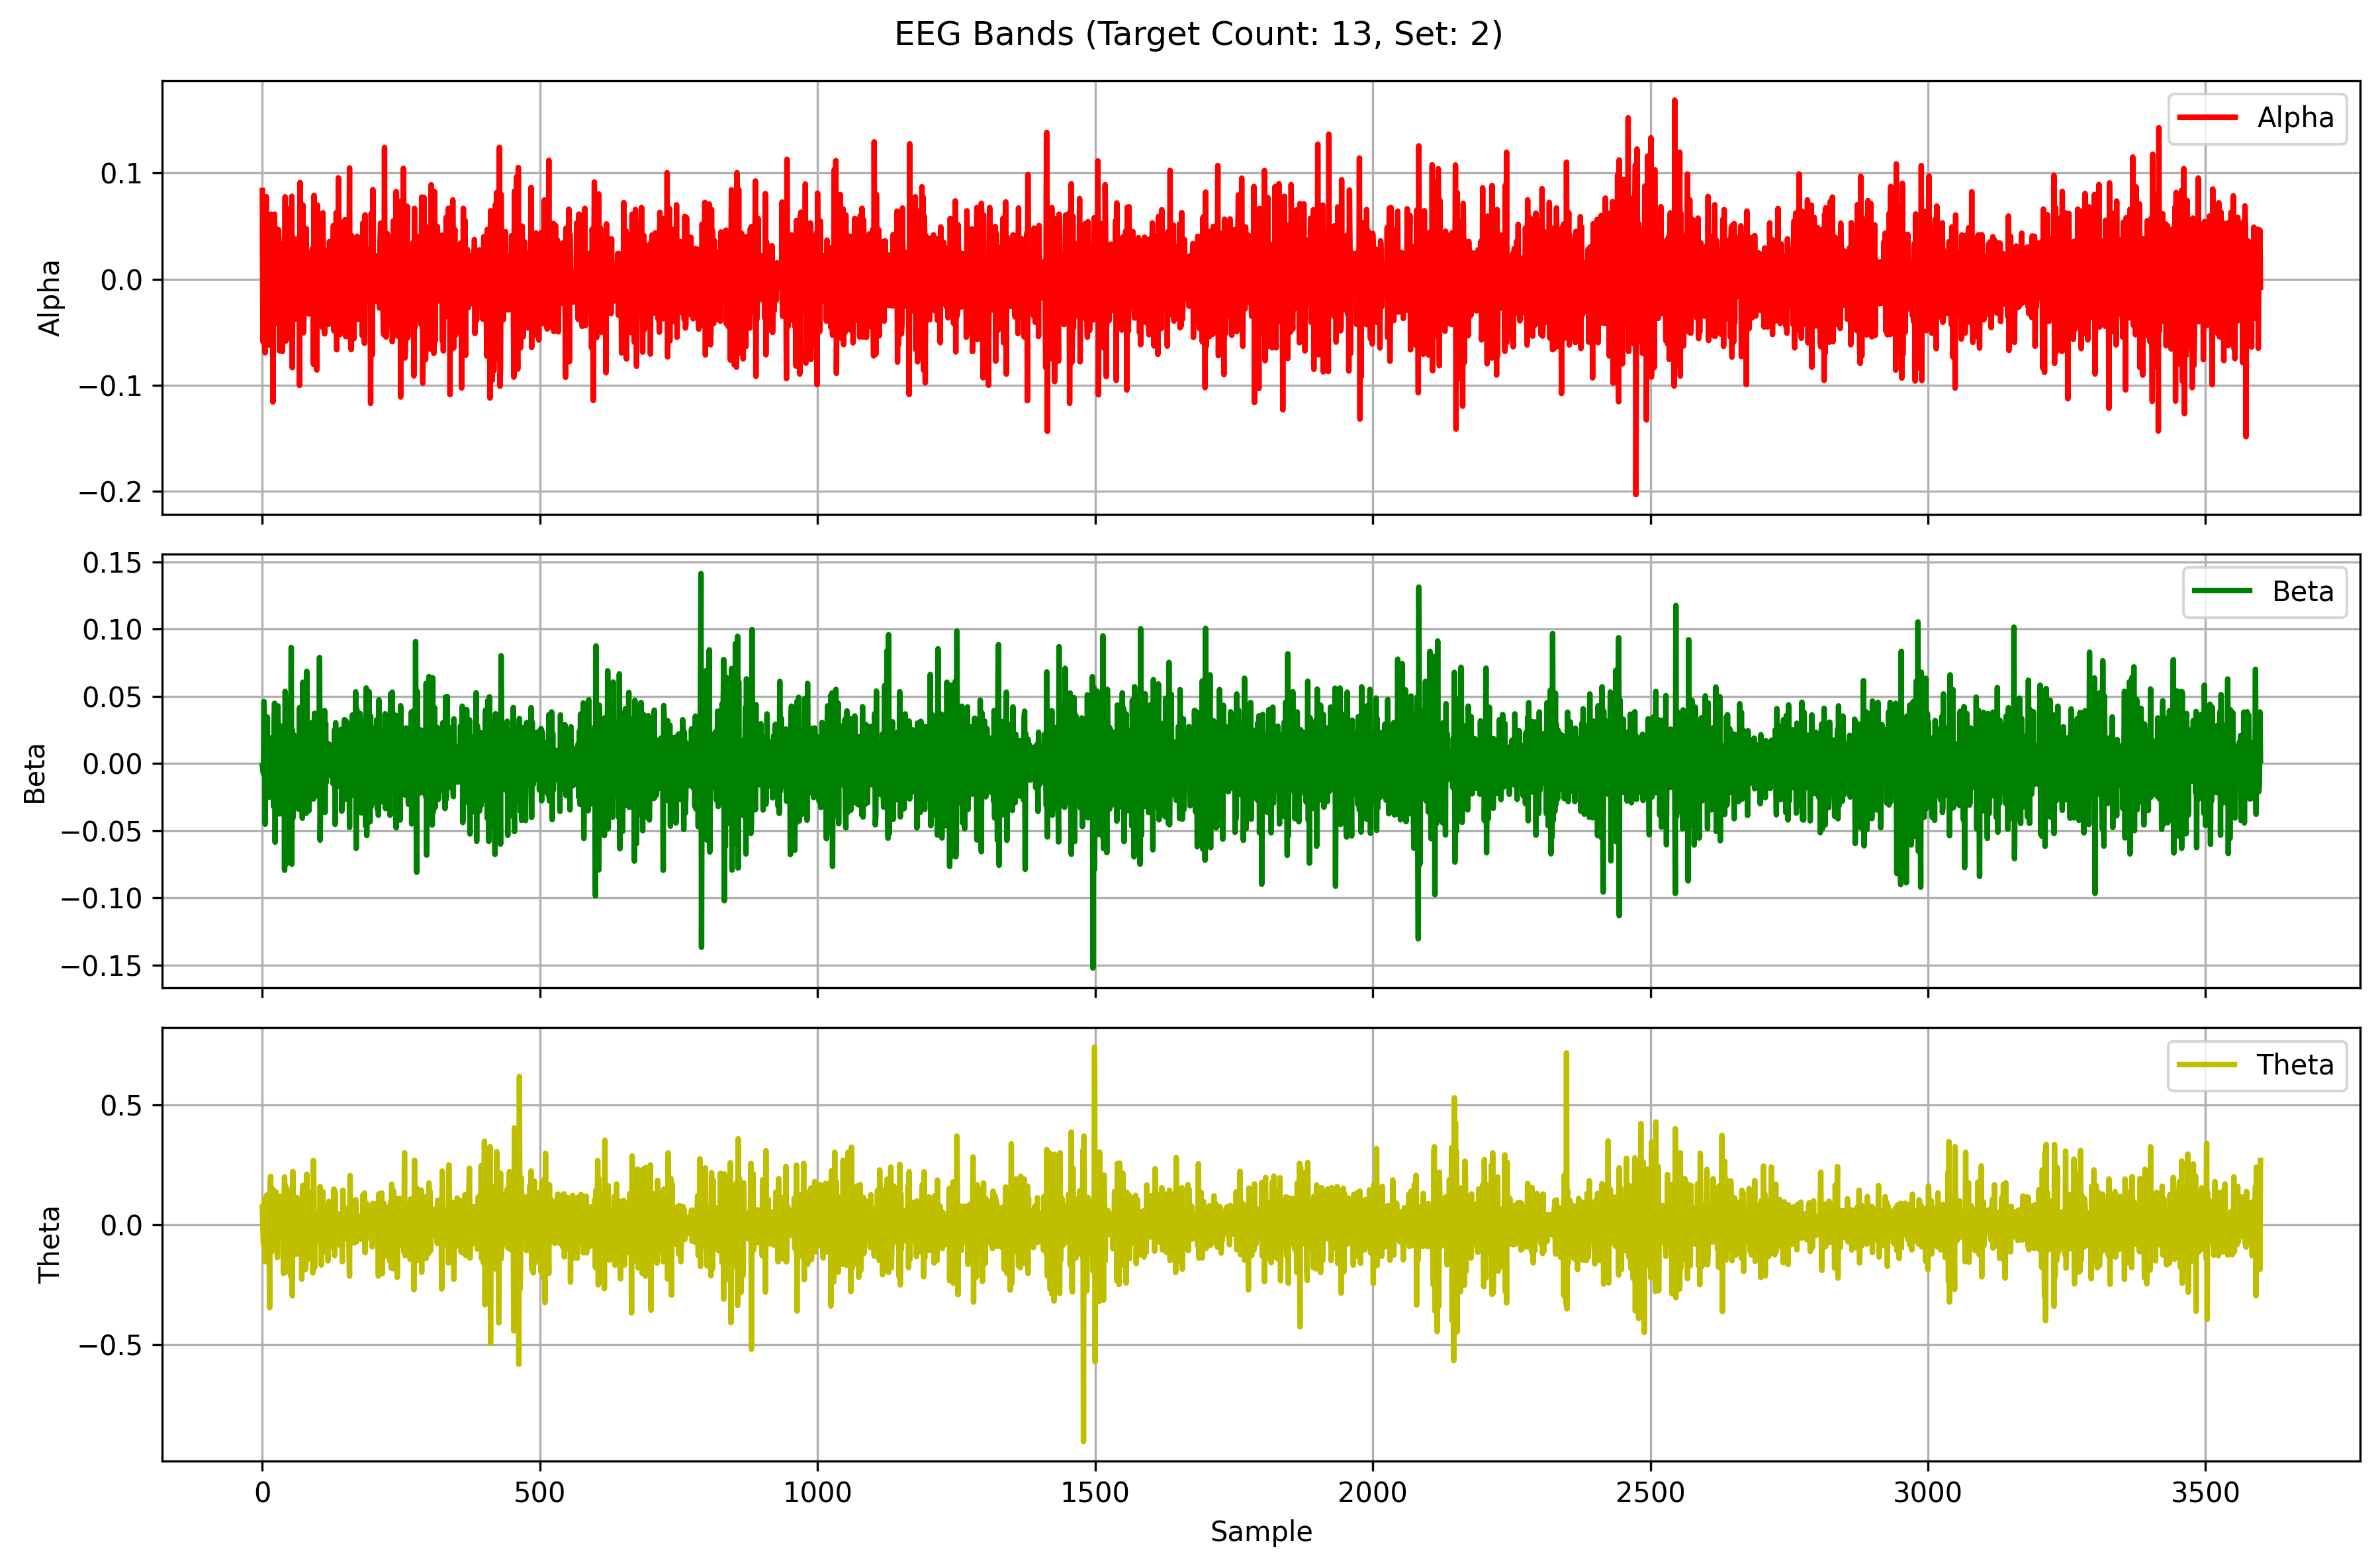 EEG Bands (Target Count: 13, Set: 2)
Alpha
0.1
0.0
−0.1
−0.2
Alpha
Beta
0.15
0.10
0.05
0.00
−0.05
−0.10
−0.15
Beta
Theta
0.5
0.0
−0.5
Theta
0 500 1000 1500 2000 2500 3000 3500
Sample